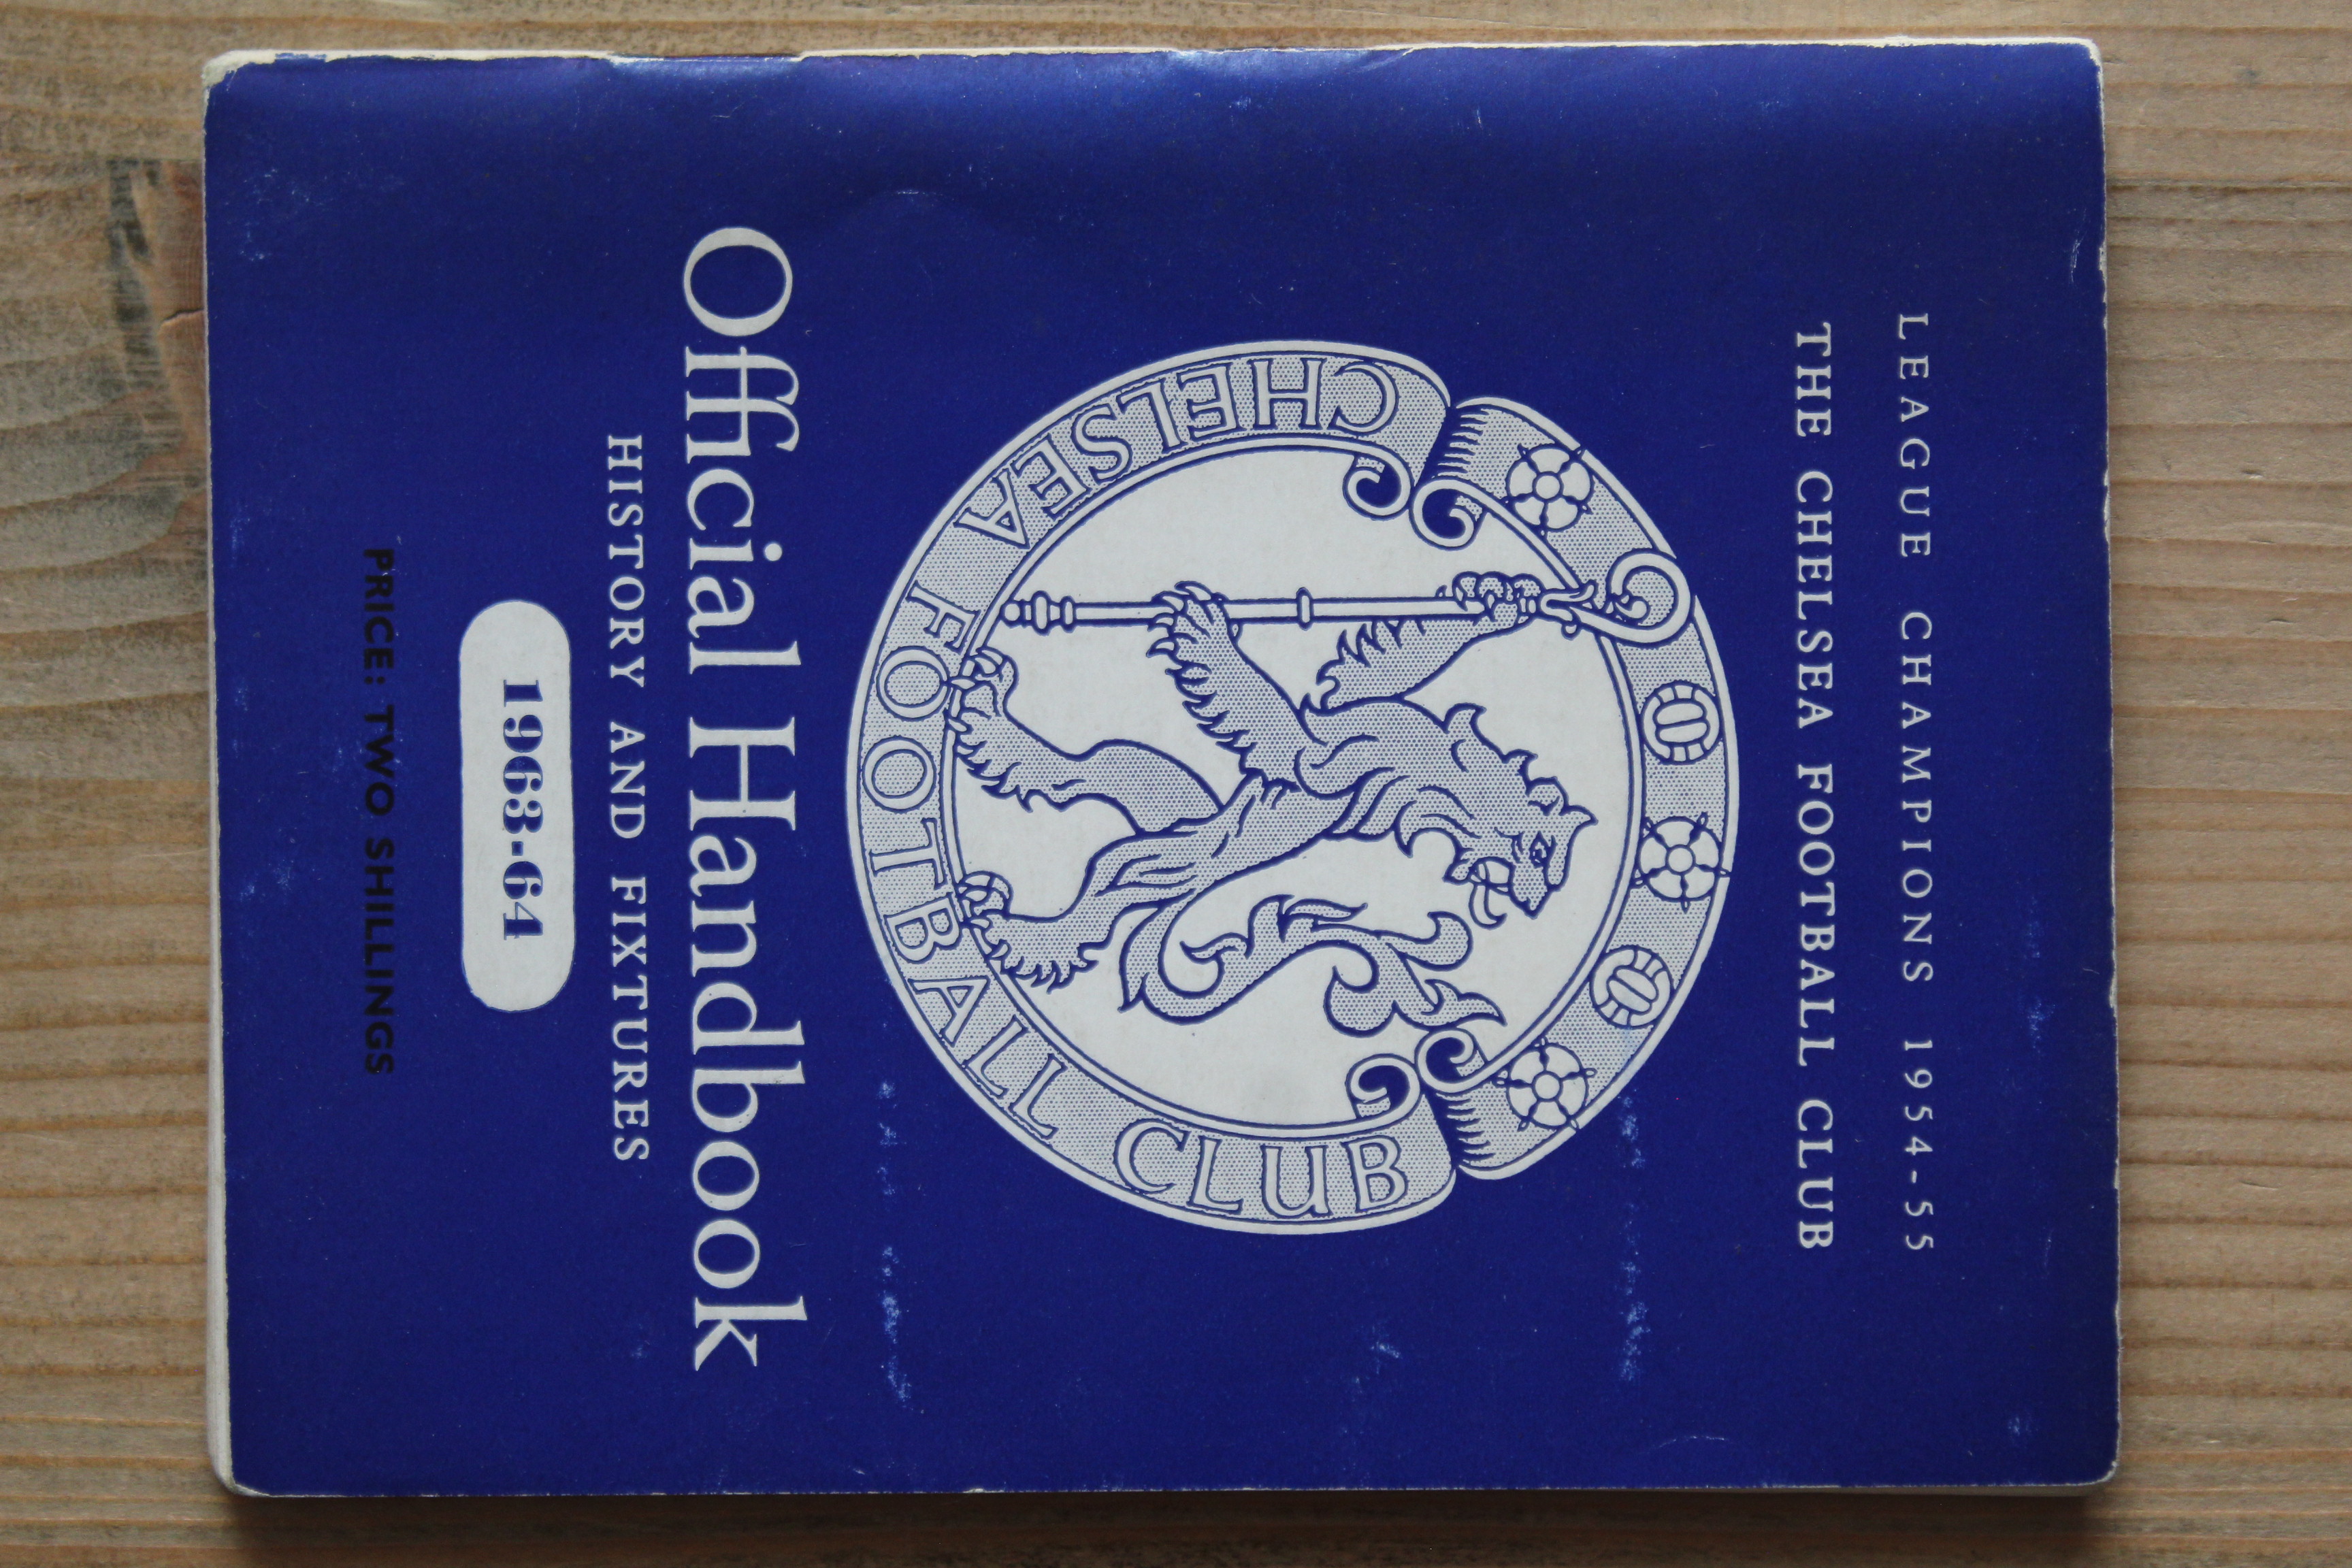 LEAGUE CHAMPIONS 1954-55
THE CHELSEA FOOTBALL CLUB
CHELSEA FOOTBALL CLUB
Official Handbook
HISTORY AND FIXTURES
1963-64
PRICE: TWO SHILLINGS